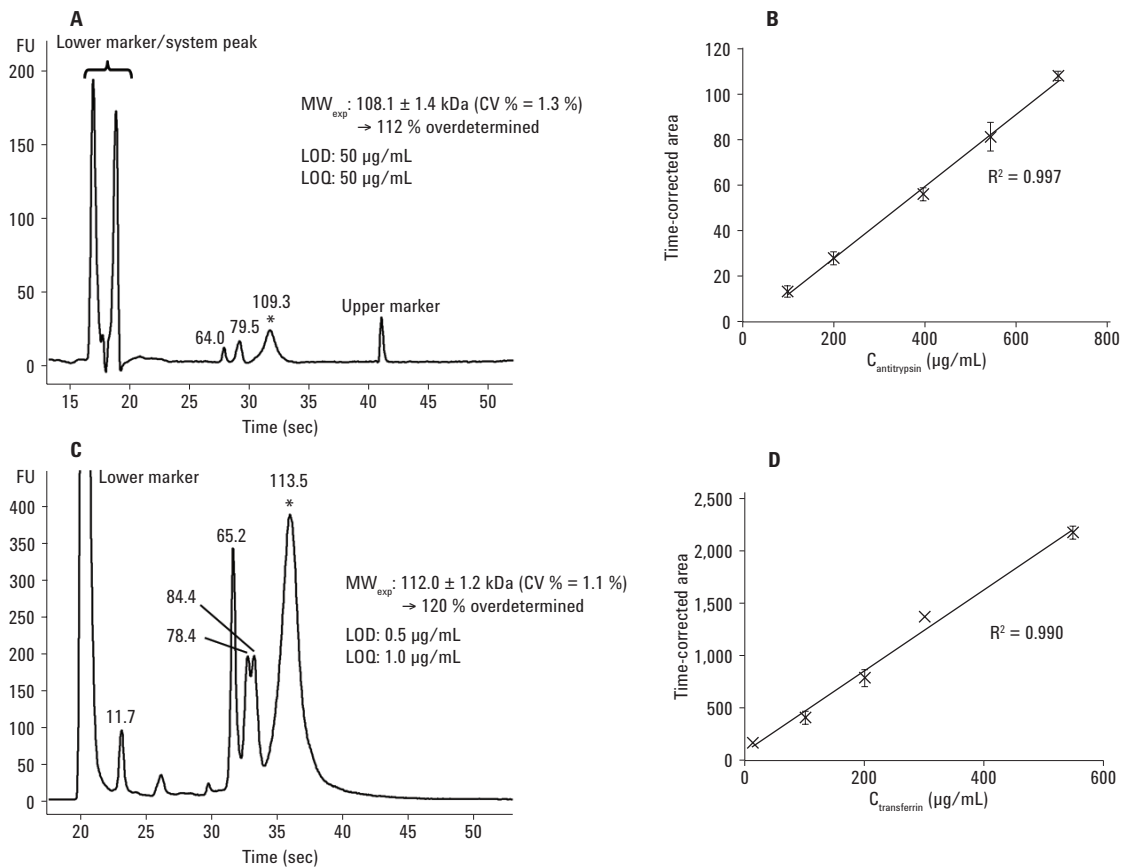 A
FU
Lower marker/system peak
200
150
100
50
0
MW_exp: 108.1 ± 1.4 kDa (CV % = 1.3 %)
→ 112 % overdetermined
LOD: 50 µg/mL
LOQ: 50 µg/mL
64.0
79.5
109.3
*
Upper marker
15 20 25 30 35 40 45 50
Time (sec)
B
Time-corrected area
120
100
80
60
40
20
0
R² = 0.997
0 200 400 600 800
C_antitrypsin (µg/mL)
C
FU
Lower marker
400
350
300
250
200
150
100
50
0
113.5
*
65.2
84.4
78.4
11.7
MW_exp: 112.0 ± 1.2 kDa (CV % = 1.1 %)
→ 120 % overdetermined
LOD: 0.5 µg/mL
LOQ: 1.0 µg/mL
20 25 30 35 40 45 50
Time (sec)
D
Time-corrected area
2,500
2,000
1,500
1,000
500
0
R² = 0.990
0 200 400 600
C_transferrin (µg/mL)